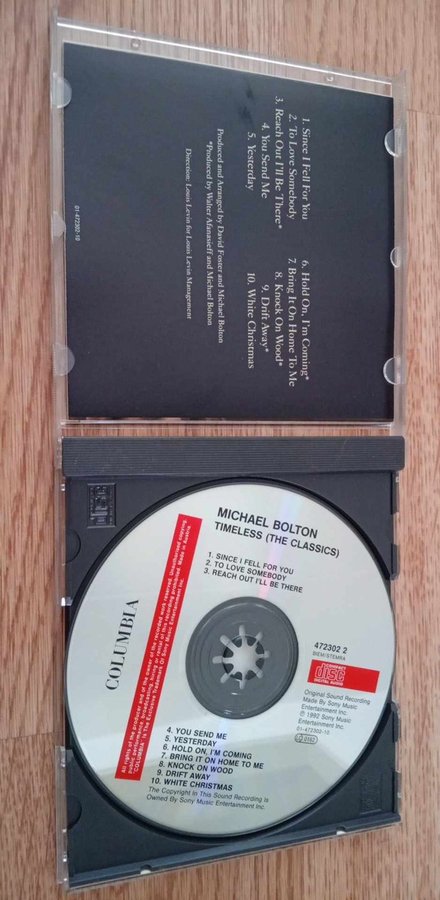 1. Since I Fell For You
2. To Love Somebody
3. Reach Out I'll Be There*
4. You Send Me
5. Yesterday
6. Hold On, I'm Coming*
7. Bring It On Home To Me
8. Knock On Wood*
9. Drift Away*
10. White Christmas
Produced and Arranged by David Foster and Michael Bolton
*Produced by Walter Afanasieff and Michael Bolton
Direction: Louis Levin for Louis Levin Management
01-472302-10
MICHAEL BOLTON
TIMELESS (THE CLASSICS)
1. SINCE I FELL FOR YOU
2. TO LOVE SOMEBODY
3. REACH OUT I'LL BE THERE
COLUMBIA
472302 2
BIEM/STEMRA
COMPACT
disc
DIGITAL AUDIO
Original Sound Recording
Made By Sony Music
Entertainment Inc.
℗ 1992 Sony Music
Entertainment Inc.
01-472302-10
4. YOU SEND ME
5. YESTERDAY
6. HOLD ON, I'M COMING
7. BRING IT ON HOME TO ME
8. KNOCK ON WOOD
9. DRIFT AWAY
10. WHITE CHRISTMAS
The Copyright In This Sound Recording Is
Owned By Sony Music Entertainment Inc.